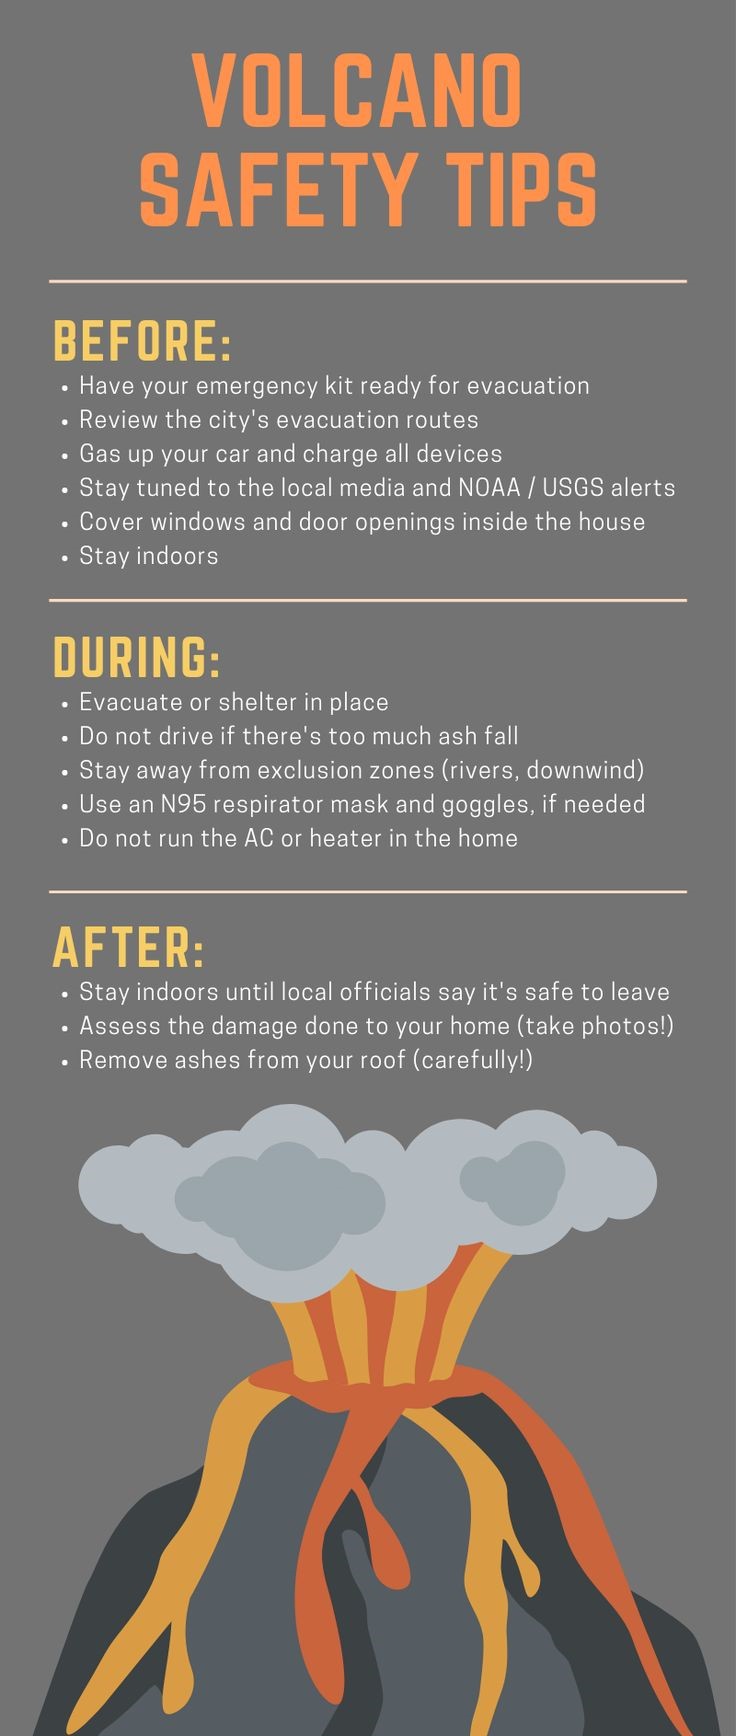 VOLCANO
SAFETY TIPS
BEFORE:
• Have your emergency kit ready for evacuation
• Review the city's evacuation routes
• Gas up your car and charge all devices
• Stay tuned to the local media and NOAA / USGS alerts
• Cover windows and door openings inside the house
• Stay indoors
DURING:
• Evacuate or shelter in place
• Do not drive if there's too much ash fall
• Stay away from exclusion zones (rivers, downwind)
• Use an N95 respirator mask and goggles, if needed
• Do not run the AC or heater in the home
AFTER:
• Stay indoors until local officials say it's safe to leave
• Assess the damage done to your home (take photos!)
• Remove ashes from your roof (carefully!)